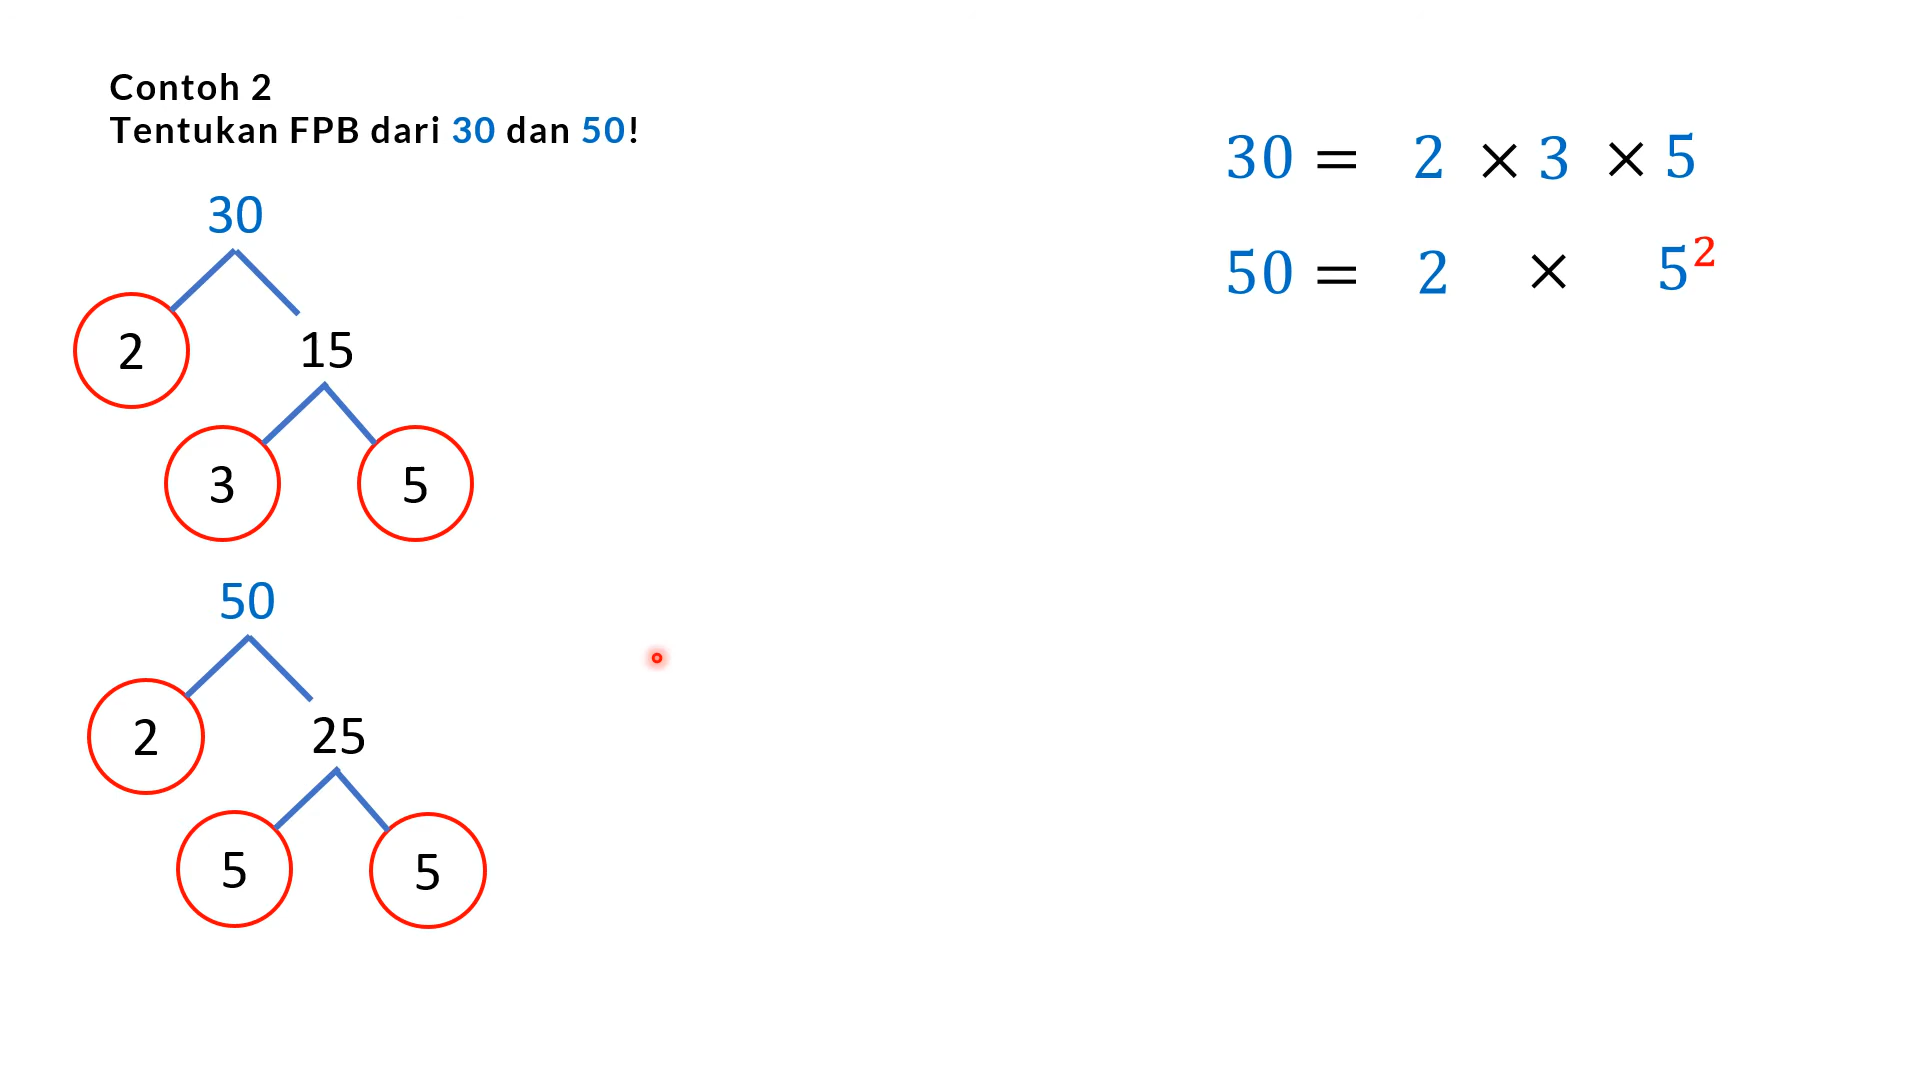 Contoh 2
Tentukan FPB dari 30 dan 50!
30
2 15
3 5
50
2 25
5 5
30 = 2 × 3 × 5
50 = 2 × 5²